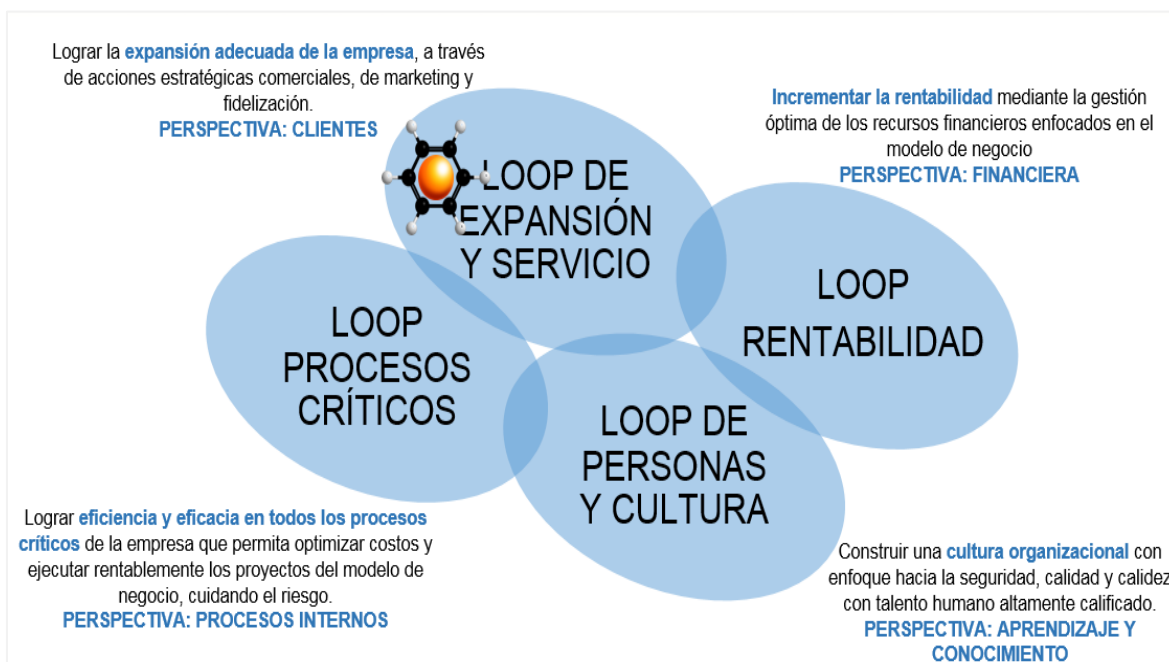 Lograr la expansión adecuada de la empresa, a través
de acciones estratégicas comerciales, de marketing y
fidelización.
PERSPECTIVA: CLIENTES
Incrementar la rentabilidad mediante la gestión
óptima de los recursos financieros enfocados en el
modelo de negocio
PERSPECTIVA: FINANCIERA
LOOP DE
EXPANSIÓN
Y SERVICIO
LOOP
RENTABILIDAD
LOOP
PROCESOS
CRÍTICOS
LOOP DE
PERSONAS
Y CULTURA
Lograr eficiencia y eficacia en todos los procesos
críticos de la empresa que permita optimizar costos y
ejecutar rentablemente los proyectos del modelo de
negocio, cuidando el riesgo.
PERSPECTIVA: PROCESOS INTERNOS
Construir una cultura organizacional con
enfoque hacia la seguridad, calidad y calidez
con talento humano altamente calificado.
PERSPECTIVA: APRENDIZAJE Y
CONOCIMIENTO